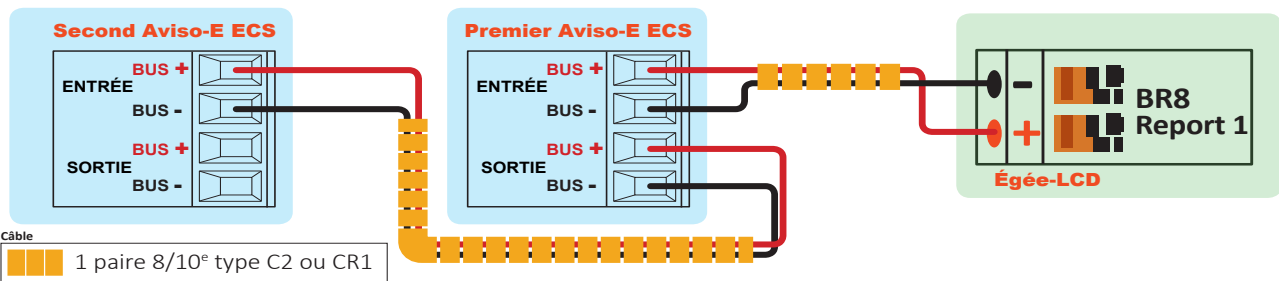 Second Aviso-E ECS
BUS +
ENTRÉE
BUS -
BUS +
SORTIE
BUS -
Premier Aviso-E ECS
BUS +
ENTRÉE
BUS -
BUS +
SORTIE
BUS -
-
+
BR8
Report 1
Égée-LCD
Câble
1 paire 8/10e type C2 ou CR1